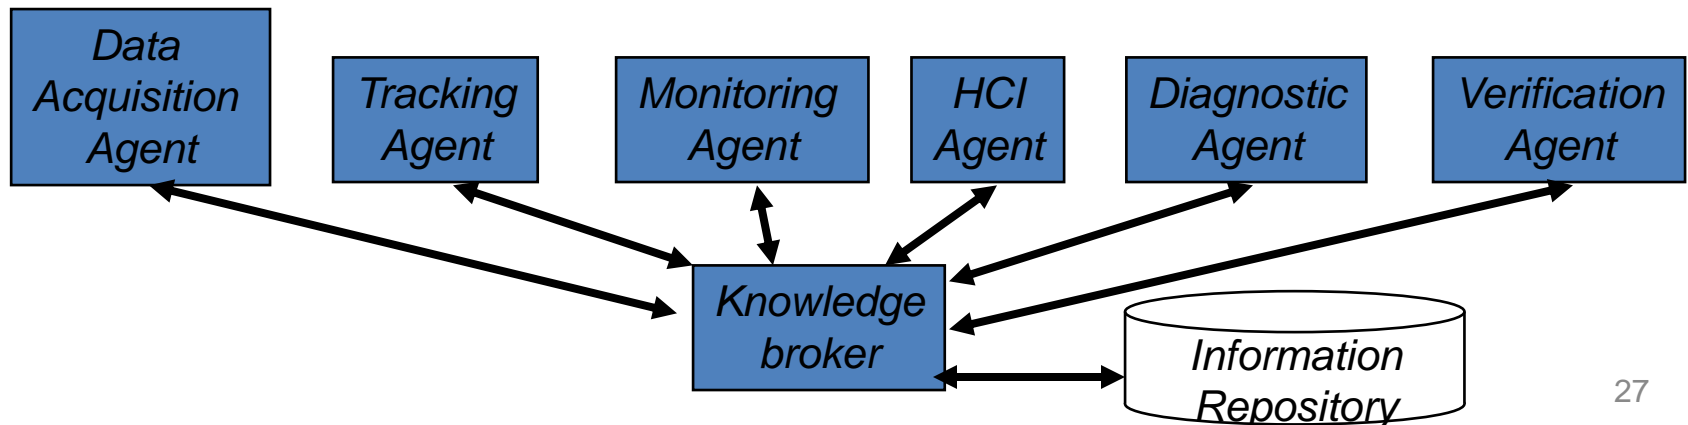 Data
Acquisition
Agent
Tracking
Agent
Monitoring
Agent
HCI
Agent
Diagnostic
Agent
Verification
Agent
Knowledge
broker
Information
Repository
27